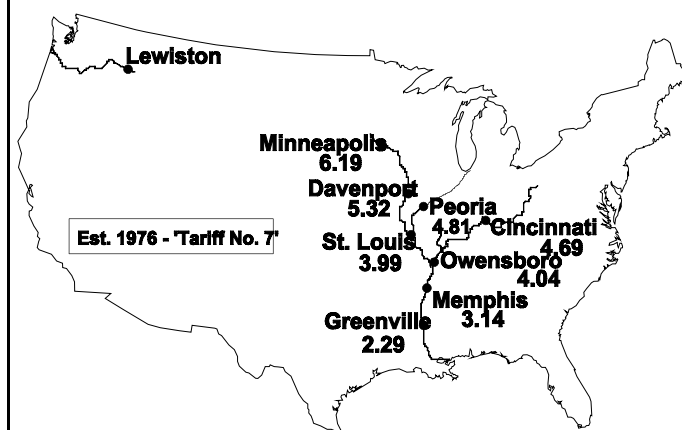 Lewiston
Minneapolis
6.19
Davenport
5.32
Peoria
4.81
Cincinnati
4.69
Est. 1976 - 'Tariff No. 7'
St. Louis
3.99
Owensboro
4.04
Memphis
3.14
Greenville
2.29